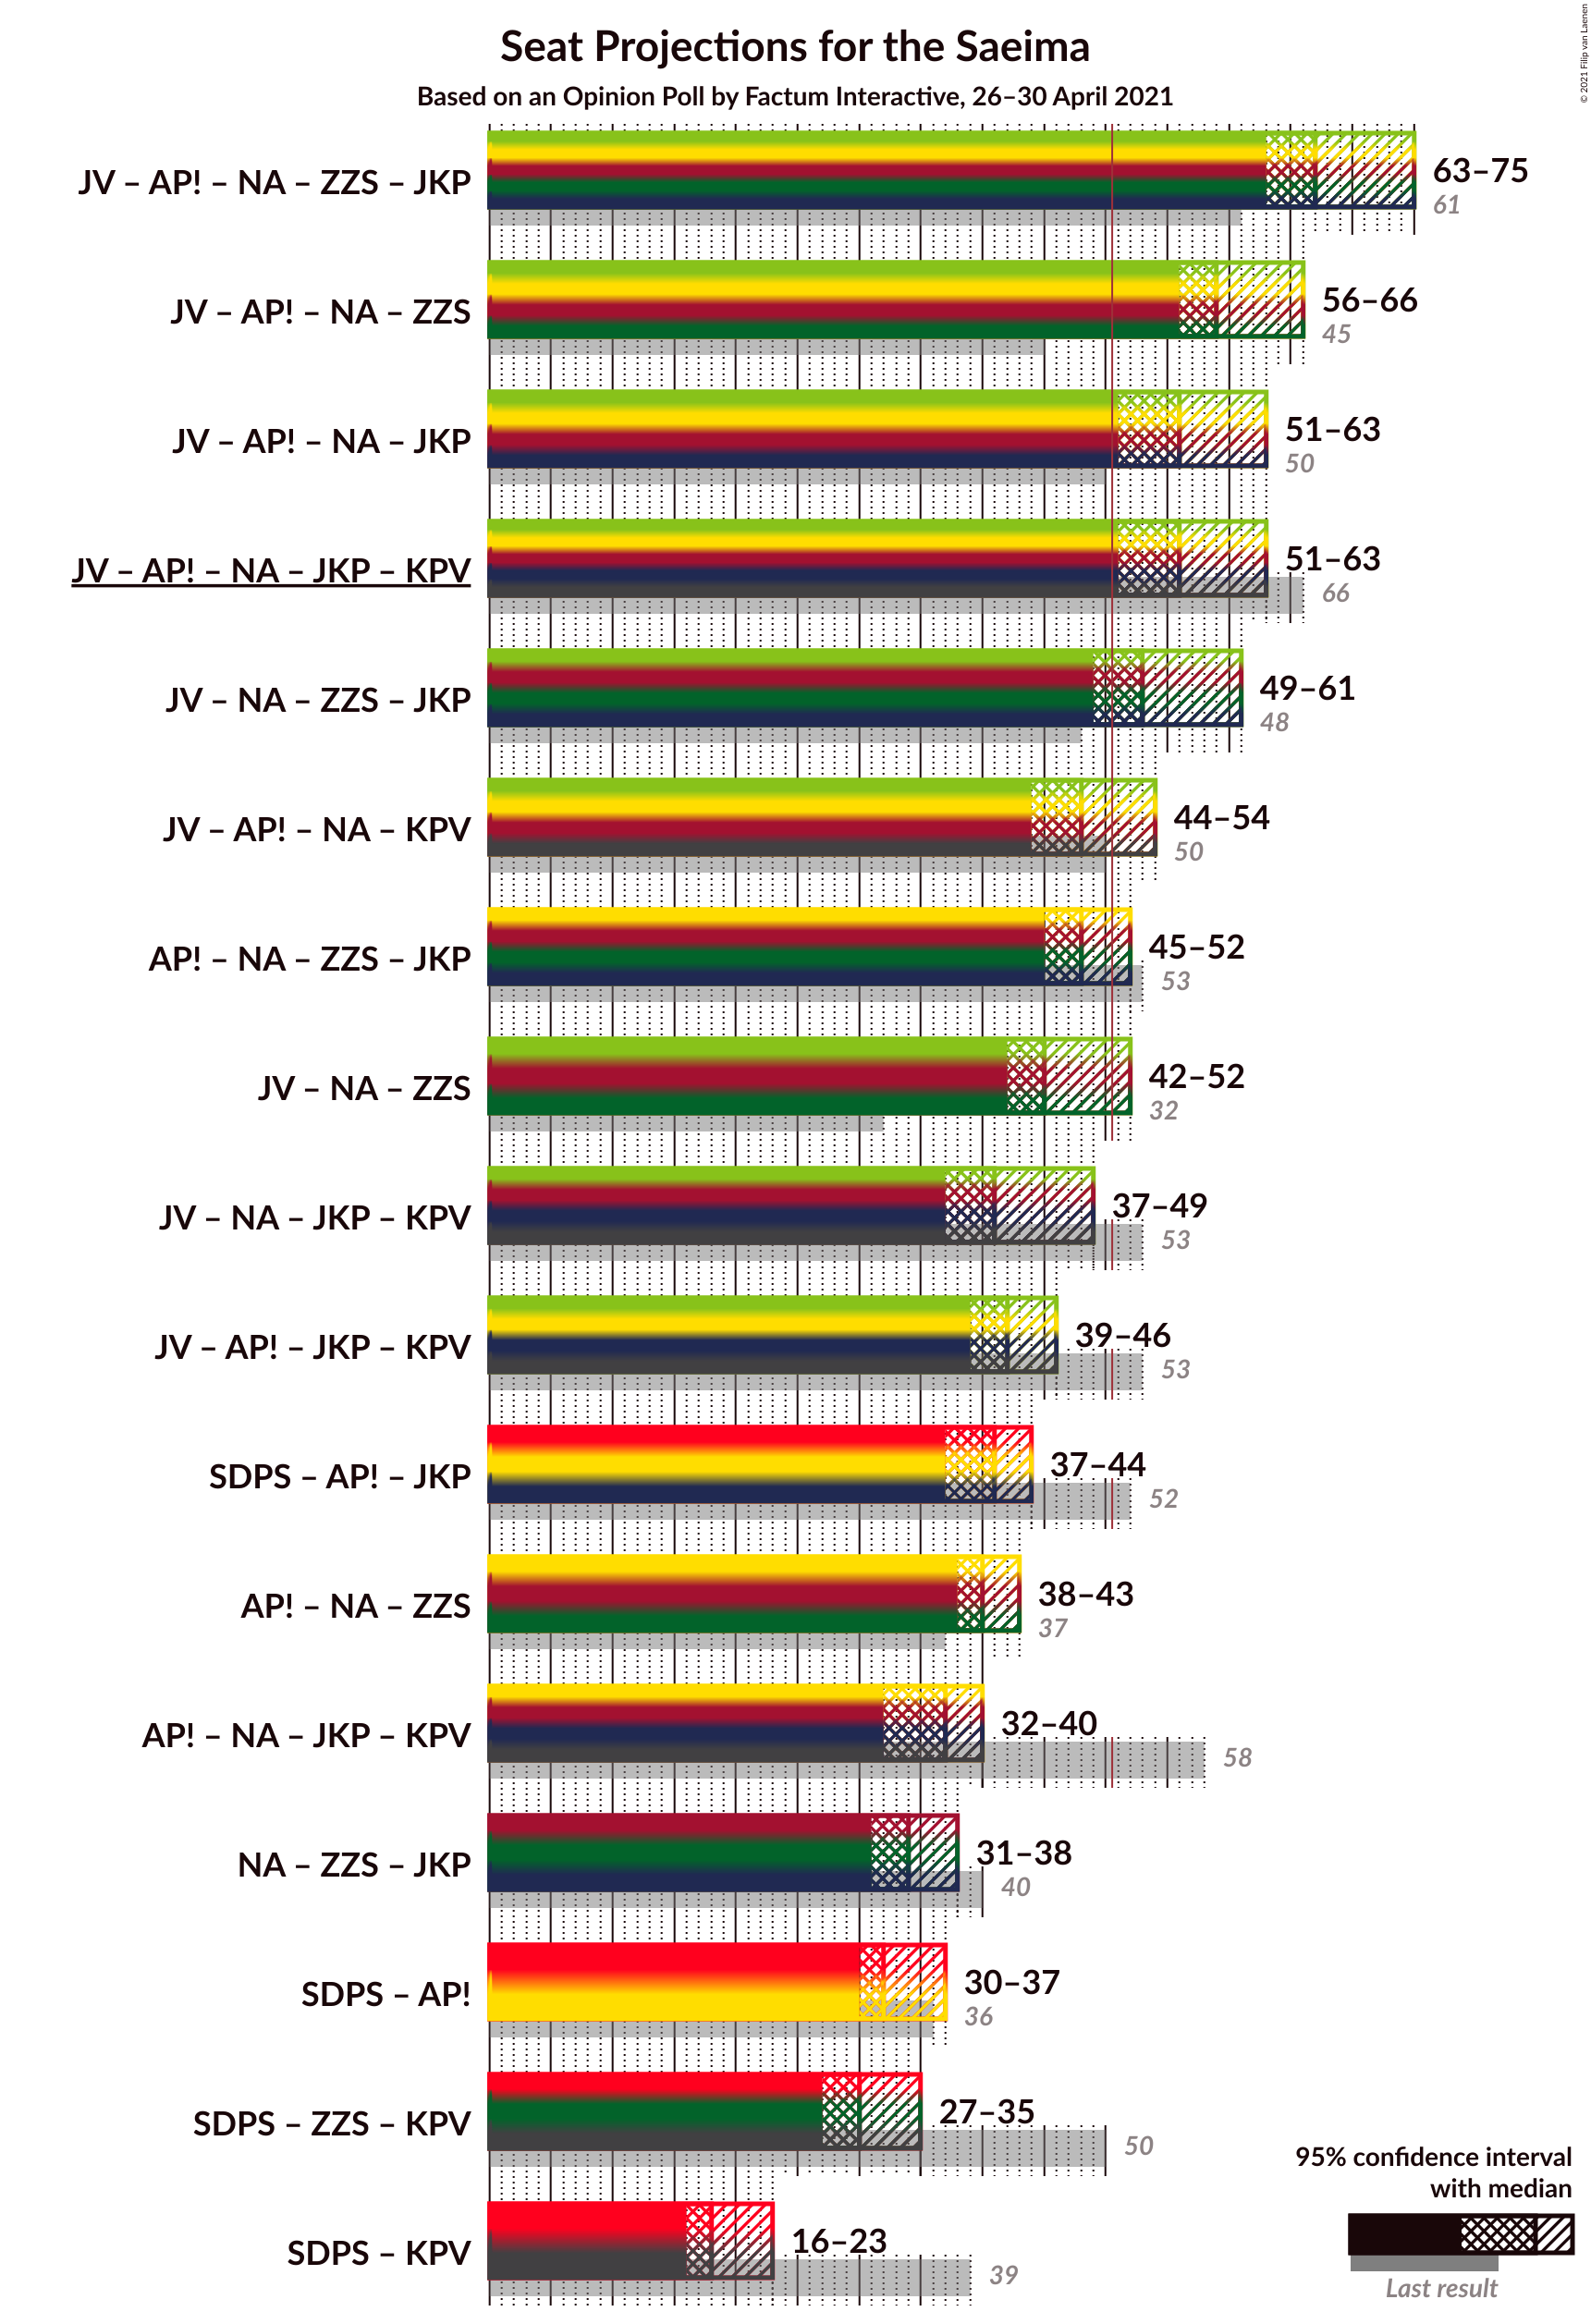 © 2021 Filip van Laenen
Seat Projections for the Saeima
Based on an Opinion Poll by Factum Interactive, 26–30 April 2021
JV – AP! – NA – ZZS – JKP
63–75
61
JV – AP! – NA – ZZS
56–66
45
JV – AP! – NA – JKP
51–63
50
JV – AP! – NA – JKP – KPV
51–63
66
JV – NA – ZZS – JKP
49–61
48
JV – AP! – NA – KPV
44–54
50
AP! – NA – ZZS – JKP
45–52
53
JV – NA – ZZS
42–52
32
JV – NA – JKP – KPV
37–49
53
JV – AP! – JKP – KPV
39–46
53
SDPS – AP! – JKP
37–44
52
AP! – NA – ZZS
38–43
37
AP! – NA – JKP – KPV
32–40
58
NA – ZZS – JKP
31–38
40
SDPS – AP!
30–37
36
SDPS – ZZS – KPV
27–35
50
SDPS – KPV
16–23
39
95% confidence interval
with median
Last result